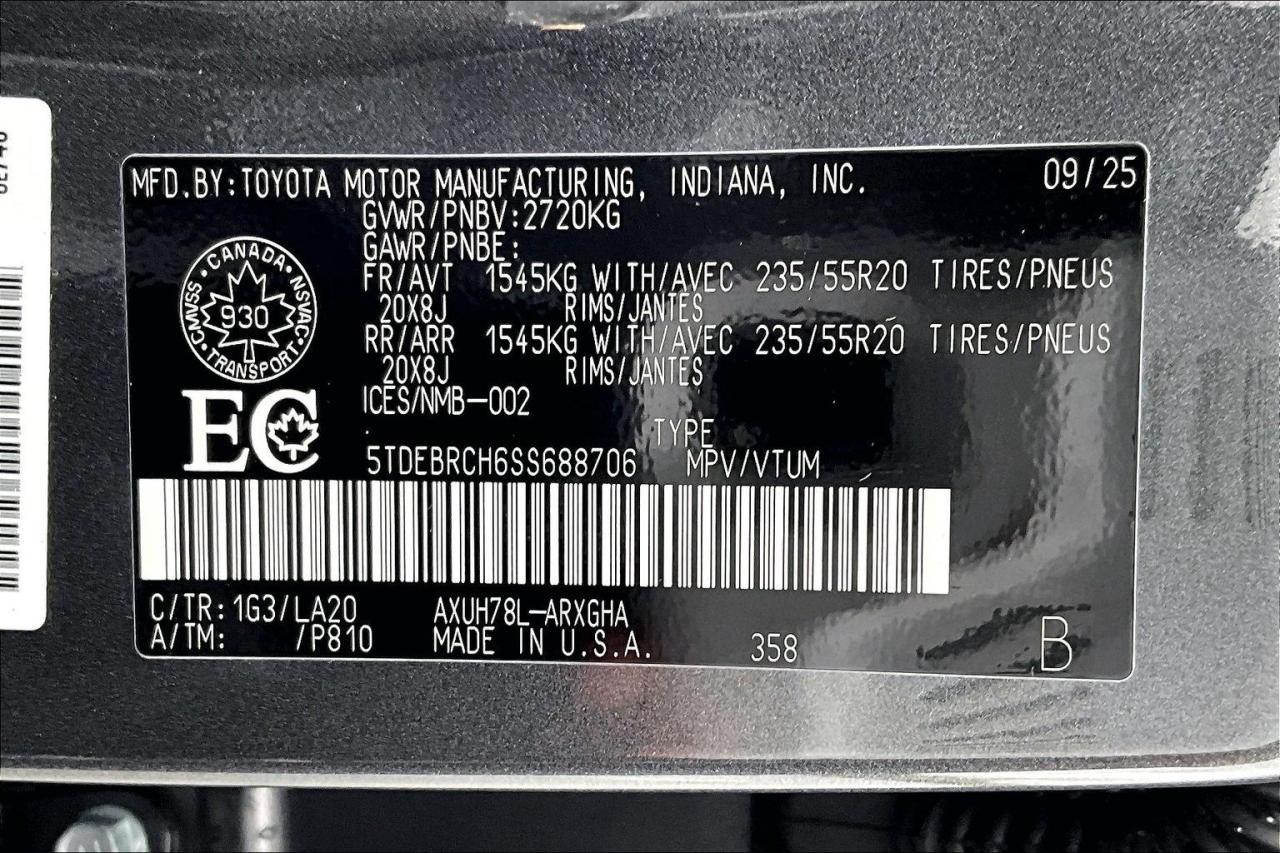 MFD.BY:TOYOTA MOTOR MANUFACTURING, INDIANA, INC. 09/25
GVWR/PNBV:2720KG
GAWR/PNBE:
FR/AVT 1545KG WITH/AVEC 235/55R20 TIRES/PNEUS
20X8J RIMS/JANTES
RR/ARR 1545KG WITH/AVEC 235/55R20 TIRES/PNEUS
20X8J RIMS/JANTES
ICES/NMB-002
CANADA
CMVSS 930 NSVAC
TRANSPORT
EC
TYPE
5TDEBRCH6SS688706 MPV/VTUM
C/TR:1G3/LA20 AXUH78L-ARXGHA
A/TM: /P810 MADE IN U.S.A. 358 B